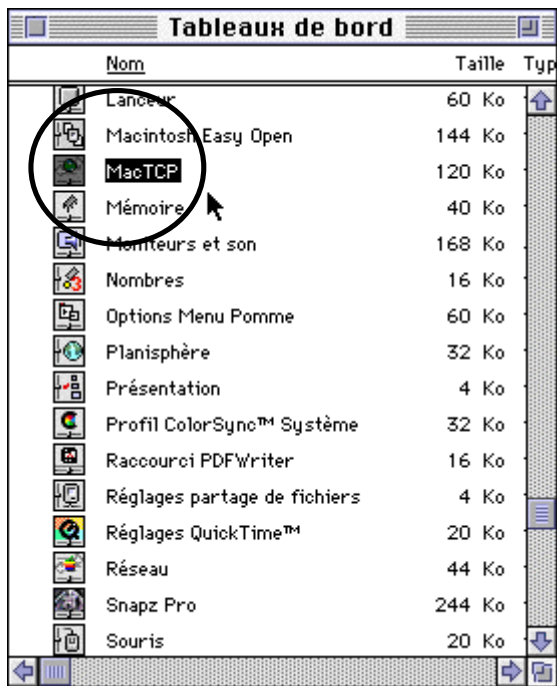 Tableaux de bord
Nom Taille Typ
Lanceur 60 Ko
Macintosh Easy Open 144 Ko
MacTCP 120 Ko
Mémoire 40 Ko
Moniteurs et son 168 Ko
Nombres 16 Ko
Options Menu Pomme 60 Ko
Planisphère 32 Ko
Présentation 4 Ko
Profil ColorSync™ Système 32 Ko
Raccourci PDFWriter 16 Ko
Réglages partage de fichiers 4 Ko
Réglages QuickTime™ 20 Ko
Réseau 44 Ko
Snapz Pro 244 Ko
Souris 20 Ko